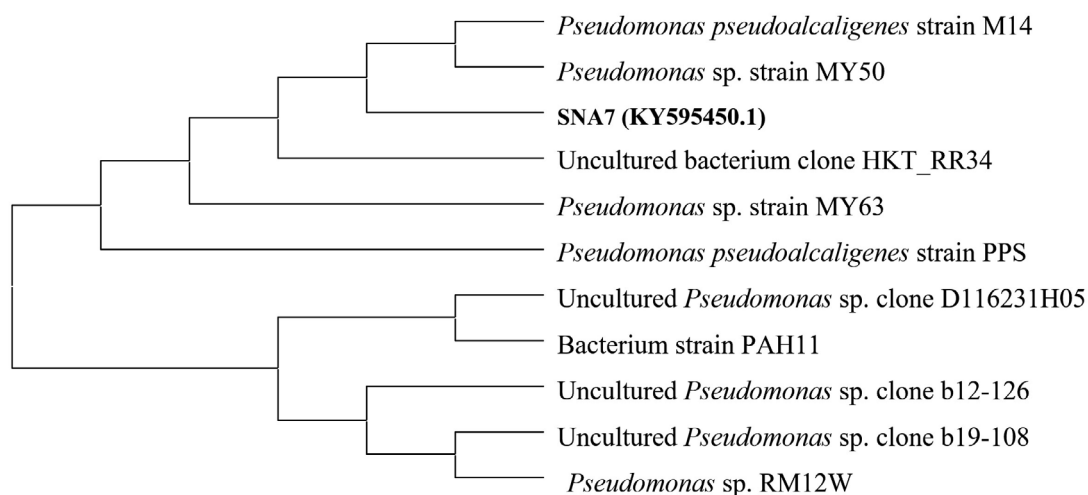 Pseudomonas pseudoalcaligenes strain M14
Pseudomonas sp. strain MY50
SNA7 (KY595450.1)
Uncultured bacterium clone HKT_RR34
Pseudomonas sp. strain MY63
Pseudomonas pseudoalcaligenes strain PPS
Uncultured Pseudomonas sp. clone D116231H05
Bacterium strain PAH11
Uncultured Pseudomonas sp. clone b12-126
Uncultured Pseudomonas sp. clone b19-108
Pseudomonas sp. RM12W